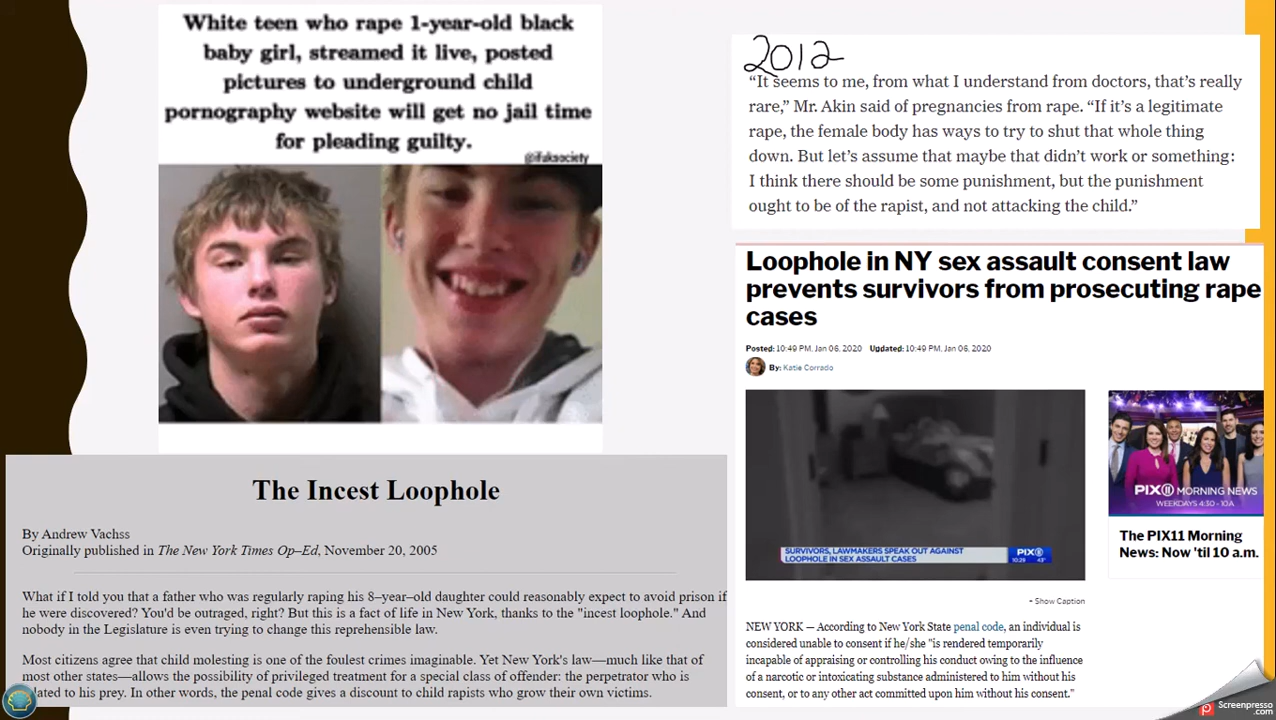 White teen who rape 1-year-old black
baby girl, streamed it live, posted
pictures to underground child
pornography website will get no jail time
for pleading guilty.
@ifuksociety
The Incest Loophole
By Andrew Vachss
Originally published in The New York Times Op–Ed, November 20, 2005
What if I told you that a father who was regularly raping his 8–year–old daughter could reasonably expect to avoid prison if
he were discovered? You'd be outraged, right? But this is a fact of life in New York, thanks to the "incest loophole." And
nobody in the Legislature is even trying to change this reprehensible law.
Most citizens agree that child molesting is one of the foulest crimes imaginable. Yet New York's law—much like that of
most other states—allows the possibility of privileged treatment for a special class of offender: the perpetrator who is
related to his prey. In other words, the penal code gives a discount to child rapists who grow their own victims.
2012
“It seems to me, from what I understand from doctors, that’s really
rare,” Mr. Akin said of pregnancies from rape. “If it’s a legitimate
rape, the female body has ways to try to shut that whole thing
down. But let’s assume that maybe that didn’t work or something:
I think there should be some punishment, but the punishment
ought to be of the rapist, and not attacking the child.”
Loophole in NY sex assault consent law
prevents survivors from prosecuting rape
cases
Posted: 10:49 PM, Jan 06, 2020 Updated: 10:49 PM, Jan 06, 2020
By: Katie Corrado
SURVIVORS, LAWMAKERS SPEAK OUT AGAINST
LOOPHOLE IN SEX ASSAULT CASES
PIX11
10:29 43°
Show Caption
PIX11 MORNING NEWS
WEEKDAYS 4:30 - 10A
The PIX11 Morning
News: Now 'til 10 a.m.
NEW YORK — According to New York State penal code, an individual is
considered unable to consent if he/she “is rendered temporarily
incapable of appraising or controlling his conduct owing to the influence
of a narcotic or intoxicating substance administered to him without his
consent, or to any other act committed upon him without his consent.”
Screenpresso
.com